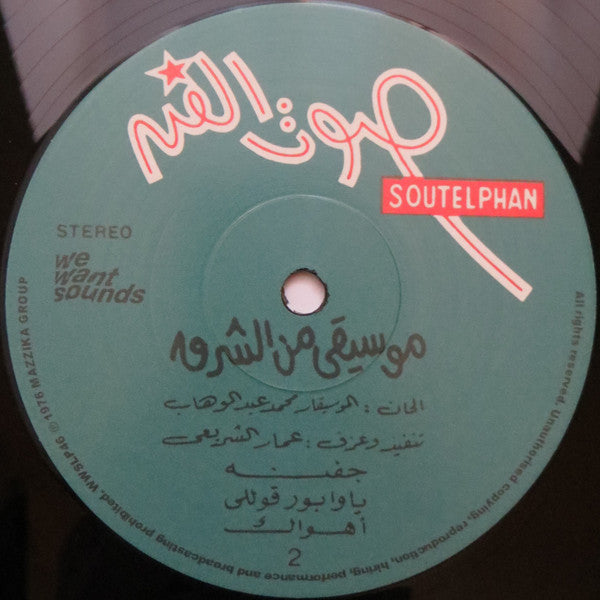 صوت الفن
SOUTELPHAN
STEREO
we
want
sounds
موسيقى من الشرق
الحان : الموسيقار محمد عبد الوهاب
تنفيذ وعزف : عمار الشريعى
جفنه
يا وابور قوللى
أهواك
2
All rights reserved. Unauthorised copying, reproduction, hiring, performance and broadcasting prohibited. WWSLP46 ℗ 1976 MAZZIKA GROUP